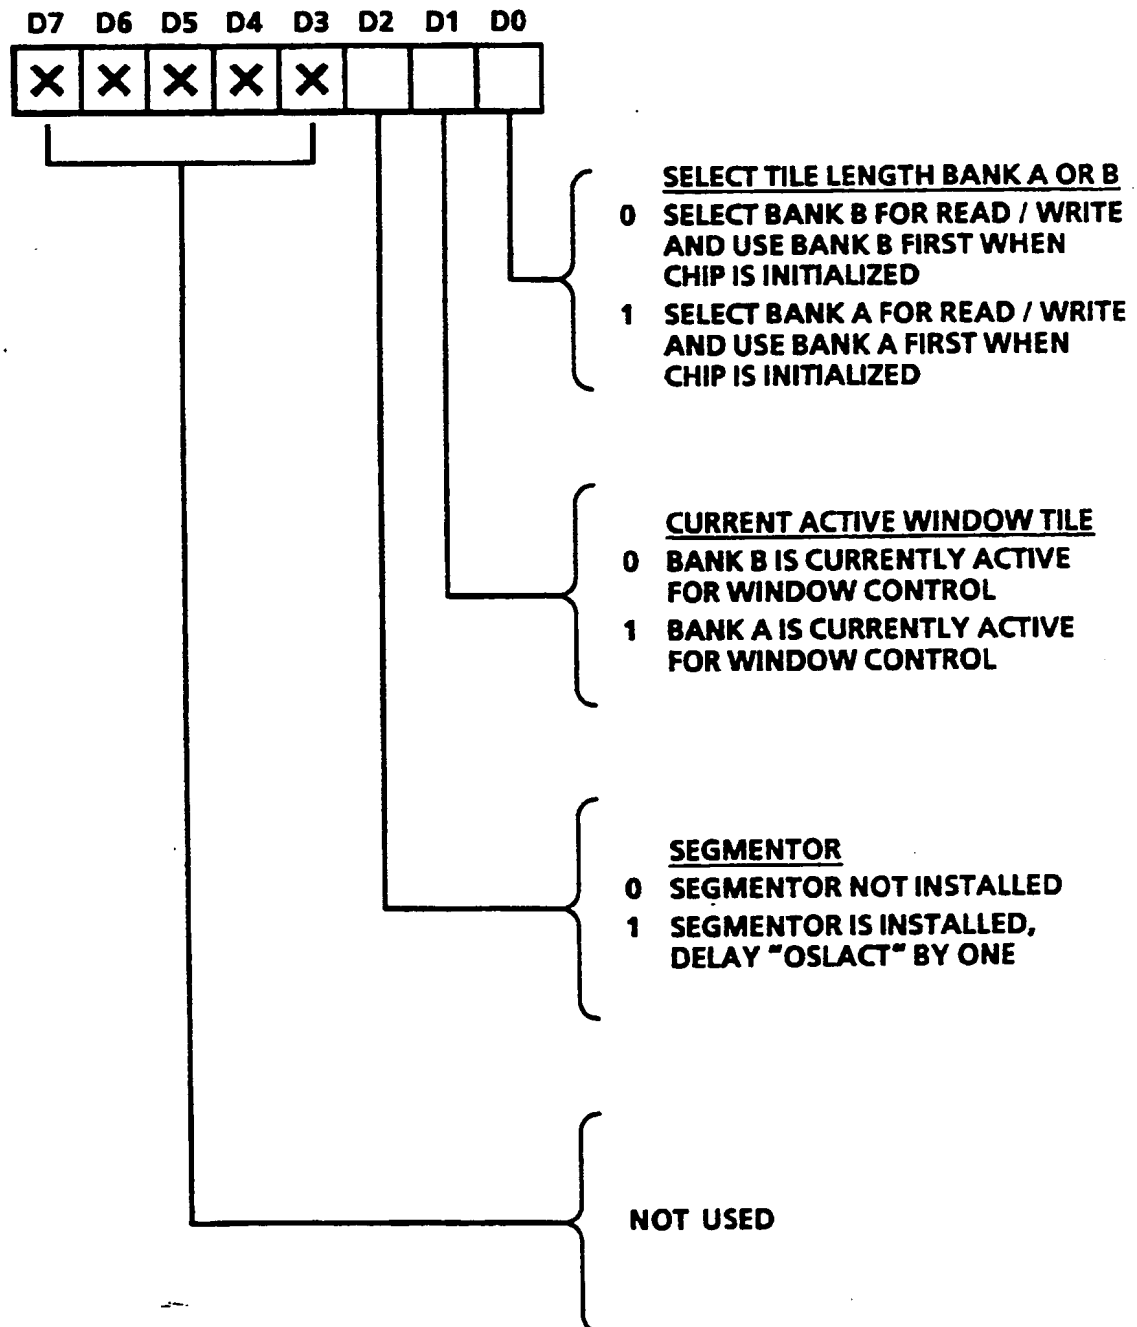 D7 D6 D5 D4 D3 D2 D1 D0
X X X X X
SELECT TILE LENGTH BANK A OR B
0 SELECT BANK B FOR READ / WRITE
AND USE BANK B FIRST WHEN
CHIP IS INITIALIZED
1 SELECT BANK A FOR READ / WRITE
AND USE BANK A FIRST WHEN
CHIP IS INITIALIZED
CURRENT ACTIVE WINDOW TILE
0 BANK B IS CURRENTLY ACTIVE
FOR WINDOW CONTROL
1 BANK A IS CURRENTLY ACTIVE
FOR WINDOW CONTROL
SEGMENTOR
0 SEGMENTOR NOT INSTALLED
1 SEGMENTOR IS INSTALLED,
DELAY "OSLACT" BY ONE
NOT USED